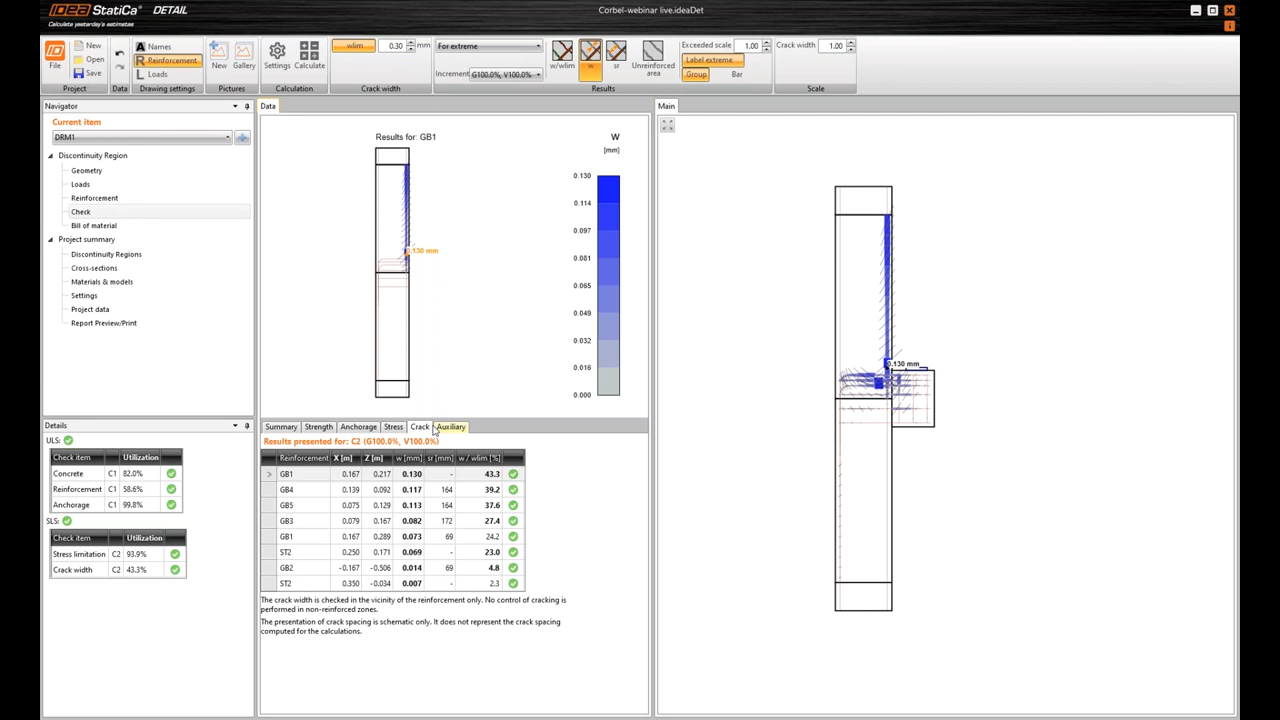 IDEA StatiCa® DETAIL
Calculate yesterday's estimates
Corbel-webinar live.ideaDet
File
New
Open
Save
Project
Data
Names
Reinforcement
Loads
Drawing settings
New
Gallery
Pictures
Settings
Calculate
Calculation
wlim 0.30 mm
Crack width
For extreme
Increment G100.0%, V100.0%
w/wlim
w
sr
Unreinforced area
Results
Exceeded scale 1.00
Label extreme
Group Bar
Crack width 1.00
Scale
Navigator
Current item
DRM1
Discontinuity Region
Geometry
Loads
Reinforcement
Check
Bill of material
Project summary
Discontinuity Regions
Cross-sections
Materials & models
Settings
Project data
Report Preview/Print
Details
ULS:
Check item Utilization
Concrete C1 82.0%
Reinforcement C1 58.6%
Anchorage C1 99.8%
SLS:
Check item Utilization
Stress limitation C2 93.9%
Crack width C2 43.3%
Data
Results for: GB1
W
[mm]
0.130
0.114
0.097
0.081
0.065
0.049
0.032
0.016
0.000
0.130 mm
Summary Strength Anchorage Stress Crack Auxiliary
Results presented for: C2 (G100.0%, V100.0%)
Reinforcement X [m] Z [m] w [mm] sr [mm] w / wlim [%]
> GB1 0.167 0.217 0.130 - 43.3
GB4 0.139 0.092 0.117 164 39.2
GB5 0.075 0.129 0.113 164 37.6
GB3 0.079 0.167 0.082 172 27.4
GB1 0.167 0.289 0.073 69 24.2
ST2 0.250 0.171 0.069 - 23.0
GB2 -0.167 -0.506 0.014 69 4.8
ST2 0.350 -0.034 0.007 - 2.3
The crack width is checked in the vicinity of the reinforcement only. No control of cracking is
performed in non-reinforced zones.
The presentation of crack spacing is schematic only. It does not represent the crack spacing
computed for the calculations.
Main
0.130 mm